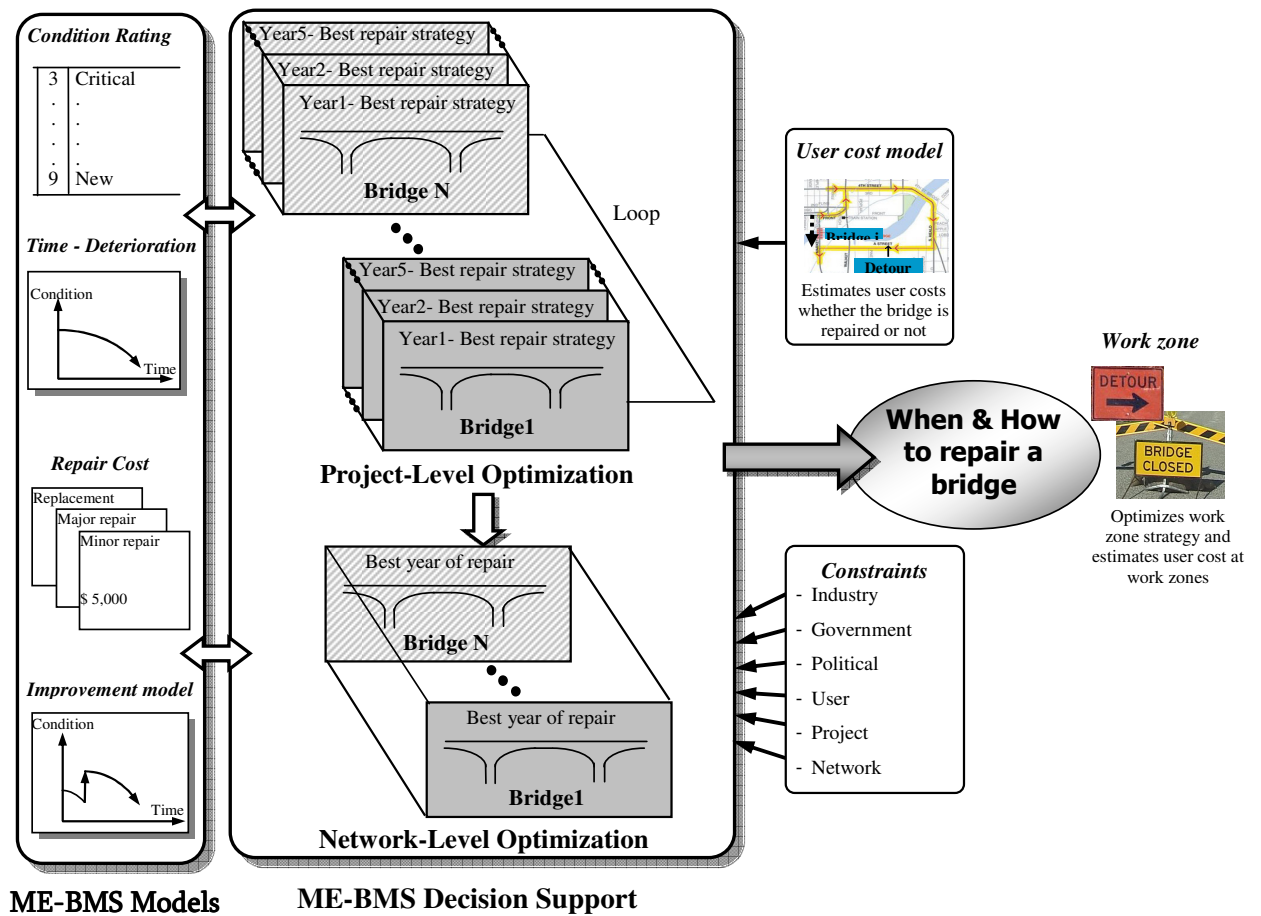 Condition Rating
3 Critical
. .
. .
. .
. .
9 New
Time - Deterioration
Condition
Time
Repair Cost
Replacement
Major repair
Minor repair
$ 5,000
Improvement model
Condition
Time
ME-BMS Models
Year5- Best repair strategy
Year2- Best repair strategy
Year1- Best repair strategy
Bridge N
Loop
Year5- Best repair strategy
Year2- Best repair strategy
Year1- Best repair strategy
Bridge1
Project-Level Optimization
Best year of repair
Bridge N
Best year of repair
Bridge1
Network-Level Optimization
ME-BMS Decision Support
User cost model
4TH STREET
Bridge i
Detour
Estimates user costs
whether the bridge is
repaired or not
When & How
to repair a
bridge
Work zone
DETOUR
BRIDGE
CLOSED
Optimizes work
zone strategy and
estimates user cost at
work zones
Constraints
- Industry
- Government
- Political
- User
- Project
- Network